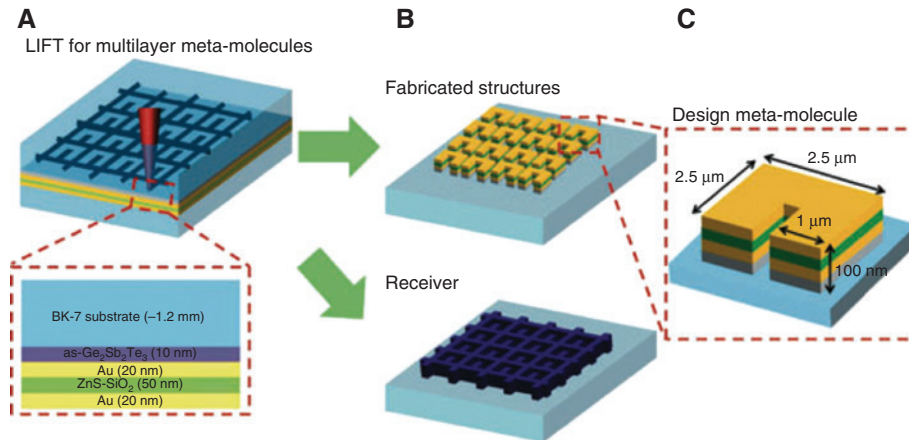 A
LIFT for multilayer meta-molecules
BK-7 substrate (–1.2 mm)
as-Ge₂Sb₂Te₃ (10 nm)
Au (20 nm)
ZnS-SiO₂ (50 nm)
Au (20 nm)
B
Fabricated structures
Receiver
C
Design meta-molecule
2.5 μm
2.5 μm
1 μm
100 nm